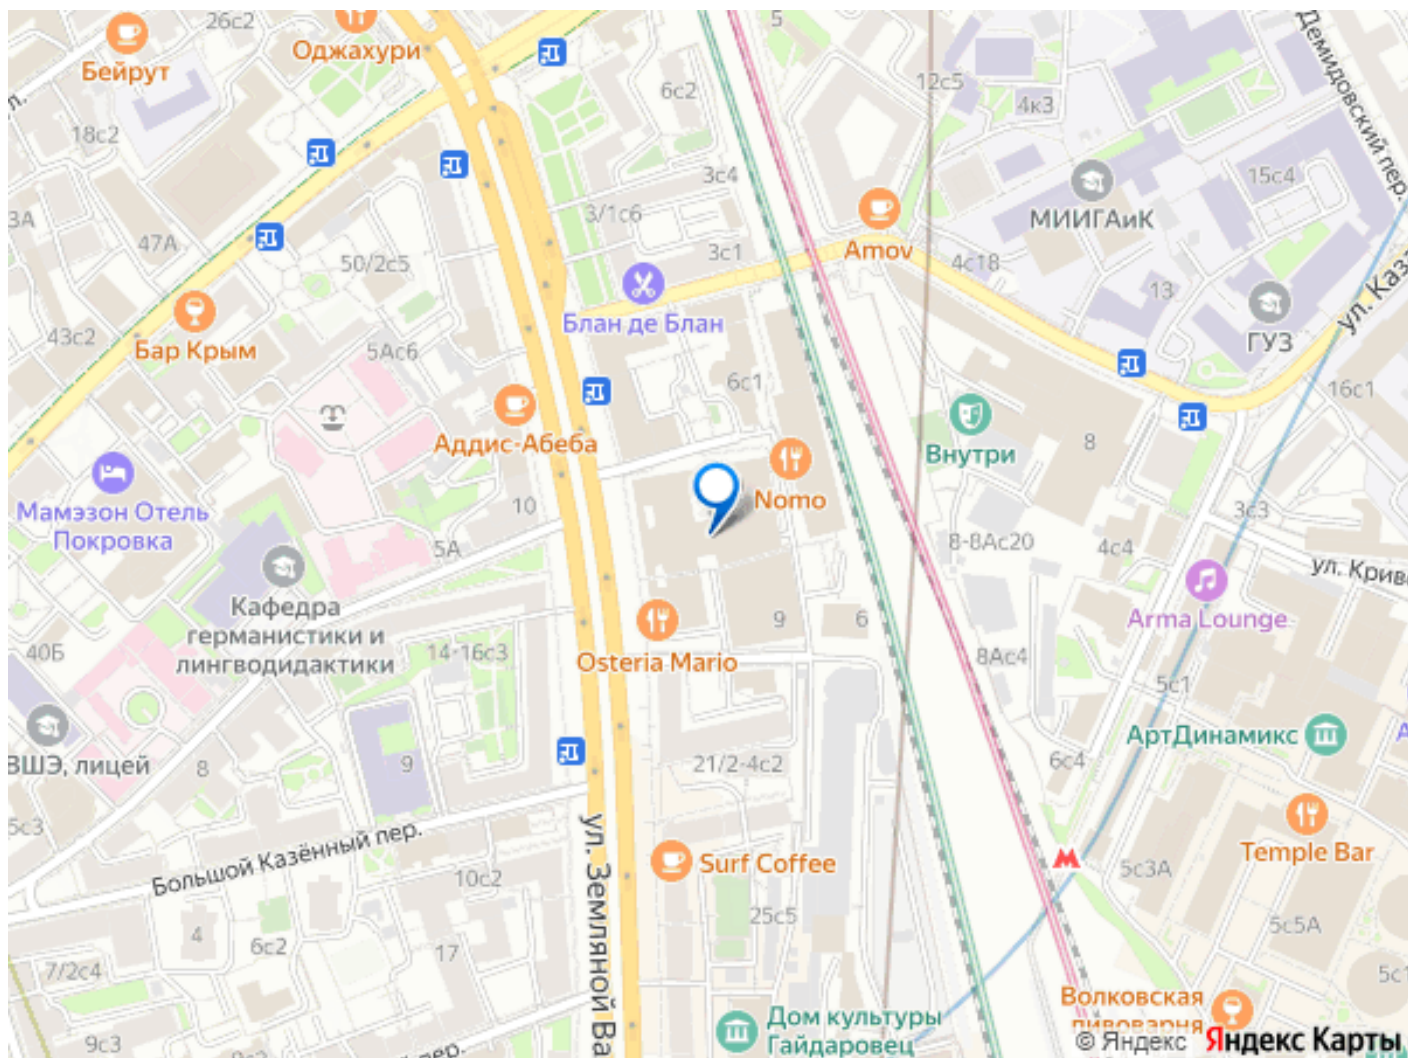 26с2
Оджахури
5
Бейрут
л.
18с2
6с2
12с5
4к3
Демидовский пер.
3с4
15с4
МИИГАиК
3А
47А
3/1с6
50/2с5
3с1
Amov
4с18
13
ул. Каза
Блан де Блан
ГУЗ
43с2
Бар Крым
5Ас6
6с1
16с1
Аддис-Абеба
8
Внутри
Nomo
10
Мамэзон Отель
Покровка
5А
3с3
8-8Ас20
4с4
ул. Криво
Кафедра
германистики и
лингводидактики
9
6
Arma Lounge
40Б
14-16с3
Osteria Mario
8Ас4
5с1
АртДинамикс
ВШЭ, лицей
8
9
21/2-4с2
6с4
5с3
ул. Земляной Ва
Большой Казённый пер.
Surf Coffee
Temple Bar
5с3А
10с2
25с5
5с5А
4
6с2
17
7/2с4
5с1
Волковская
пивоварня
Дом культуры
Гайдаровец
9с3
пер.
© Яндекс Яндекс Карты